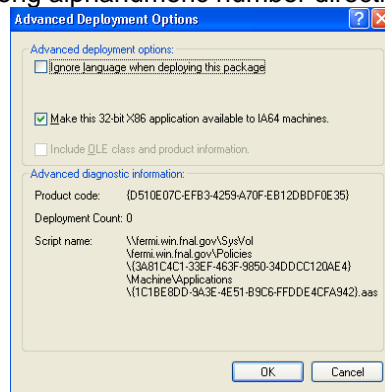 ong alphanumeric number directl
Advanced Deployment Options
Advanced deployment options:
Ignore language when deploying this package
Make this 32-bit X86 application available to IA64 machines.
Include OLE class and product information.
Advanced diagnostic information:
Product code: {D510E07C-EFB3-4259-A70F-EB12DBDF0E35}
Deployment Count: 0
Script name: \\fermi.win.fnal.gov\SysVol
\fermi.win.fnal.gov\Policies
\{3A81C4C1-33EF-463F-9850-34DDCC120AE4}
\Machine\Applications
\{1C1BE8DD-9A3E-4E51-B9C6-FFDDE4CFA942}.aas
OK Cancel